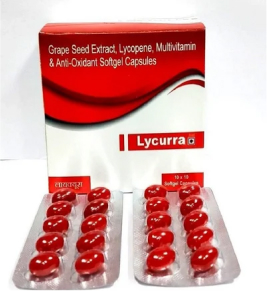 Grape Seed Extract, Lycopene, Multivitamin
& Anti-Oxidant Softgel Capsules
Lycurra
10 x 10
Softgel Capsules